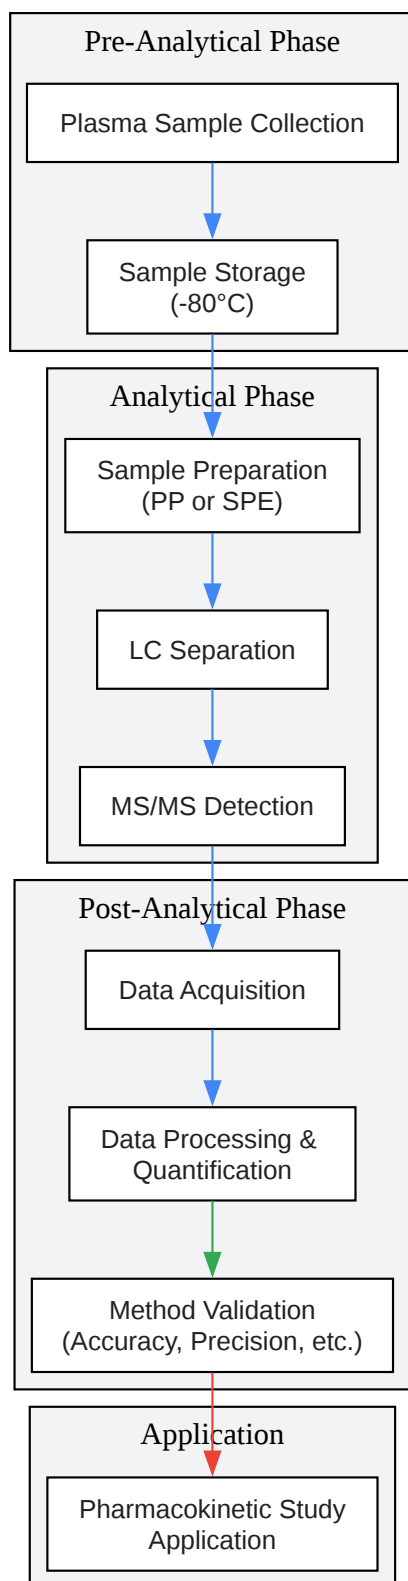 Pre-Analytical Phase
Plasma Sample Collection
Sample Storage
(-80°C)
Analytical Phase
Sample Preparation
(PP or SPE)
LC Separation
MS/MS Detection
Post-Analytical Phase
Data Acquisition
Data Processing &
Quantification
Method Validation
(Accuracy, Precision, etc.)
Application
Pharmacokinetic Study
Application